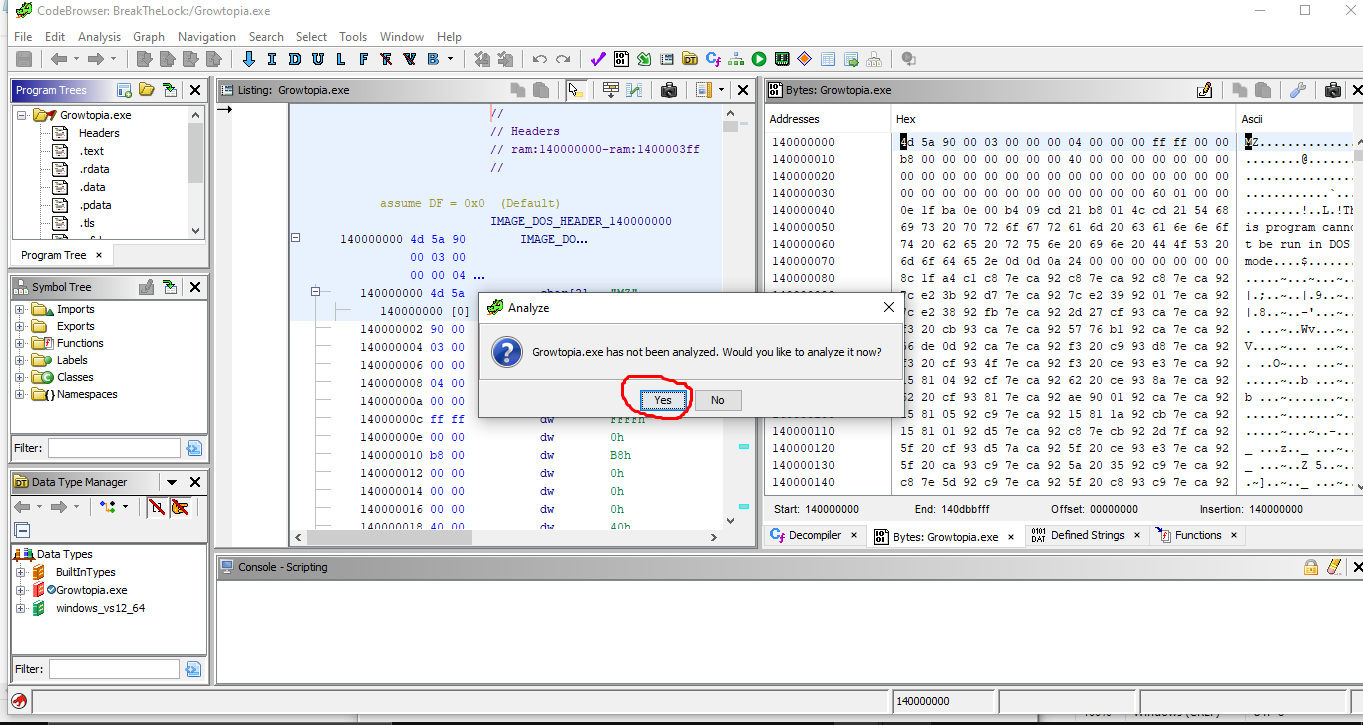 CodeBrowser: BreakTheLock:/Growtopia.exe
File Edit Analysis Graph Navigation Search Select Tools Window Help
I D U L F B
Program Trees
Growtopia.exe
Headers
.text
.rdata
.data
.pdata
.tls
Program Tree
Symbol Tree
Imports
Exports
Functions
Labels
Classes
Namespaces
Filter:
Data Type Manager
Data Types
BuiltInTypes
Growtopia.exe
windows_vs12_64
Filter:
Listing: Growtopia.exe
//
// Headers
// ram:140000000-ram:1400003ff
//
assume DF = 0x0 (Default)
IMAGE_DOS_HEADER_140000000
140000000 4d 5a 90 IMAGE_DO...
00 03 00
00 00 04 ...
140000000 4d 5a
140000000 [0]
140000002 90 00
140000004 03 00
140000006 00 00
140000008 04 00
14000000a 00 00
14000000c ff ff dw FFFFh
14000000e 00 00 dw 0h
140000010 b8 00 dw B8h
140000012 00 00 dw 0h
140000014 00 00 dw 0h
140000016 00 00 dw 0h
140000018 40 00 dw 40h
Analyze
Growtopia.exe has not been analyzed. Would you like to analyze it now?
Yes No
Bytes: Growtopia.exe
Addresses Hex Ascii
140000000 4d 5a 90 00 03 00 00 00 04 00 00 00 ff ff 00 00 MZ..............
140000010 b8 00 00 00 00 00 00 00 40 00 00 00 00 00 00 00 ........@.......
140000020 00 00 00 00 00 00 00 00 00 00 00 00 00 00 00 00 ................
140000030 00 00 00 00 00 00 00 00 00 00 00 00 60 01 00 00 ............`...
140000040 0e 1f ba 0e 00 b4 09 cd 21 b8 01 4c cd 21 54 68 ........!..L.!Th
140000050 69 73 20 70 72 6f 67 72 61 6d 20 63 61 6e 6e 6f is program canno
140000060 74 20 62 65 20 72 75 6e 20 69 6e 20 44 4f 53 20 t be run in DOS
140000070 6d 6f 64 65 2e 0d 0d 0a 24 00 00 00 00 00 00 00 mode....$.......
140000080 8c 1f a4 c1 c8 7e ca 92 c8 7e ca 92 c8 7e ca 92 .....~...~...~..
e2 3b 92 d7 7e ca 92 7c e2 39 92 01 7e ca 92 |.;..~..|.9..~..
e2 38 92 fb 7e ca 92 2d 27 cf 93 ca 7e ca 92 |.8..~..-'...~..
20 cb 93 ca 7e ca 92 57 76 b1 92 ca 7e ca 92 . ...~..Wv...~..
de 0d 92 ca 7e ca 92 f3 20 c9 93 d8 7e ca 92 V....~... ...~..
20 cf 93 4f 7e ca 92 f3 20 ce 93 e3 7e ca 92
81 04 92 cf 7e ca 92 62 20 ce 93 8a 7e ca 92
20 cf 93 81 7e ca 92 ae 90 01 92 ca 7e ca 92
81 05 92 c9 7e ca 92 15 81 1a 92 cb 7e ca 92
140000110 15 81 01 92 d5 7e ca 92 c8 7e cb 92 2d 7f ca 92 .....~...~..-...
140000120 5f 20 cf 93 d5 7a ca 92 5f 20 ce 93 e3 7e ca 92
140000130 5f 20 ca 93 c9 7e ca 92 5a 20 35 92 c9 7e ca 92 _ ...~..Z 5..~..
140000140 c8 7e 5d 92 c9 7e ca 92 5f 20 c8 93 c9 7e ca 92 .~]..~.._ ...~..
Start: 140000000 End: 140dbbfff Offset: 00000000 Insertion: 140000000
Decompiler Bytes: Growtopia.exe Defined Strings Functions
Console - Scripting
140000000